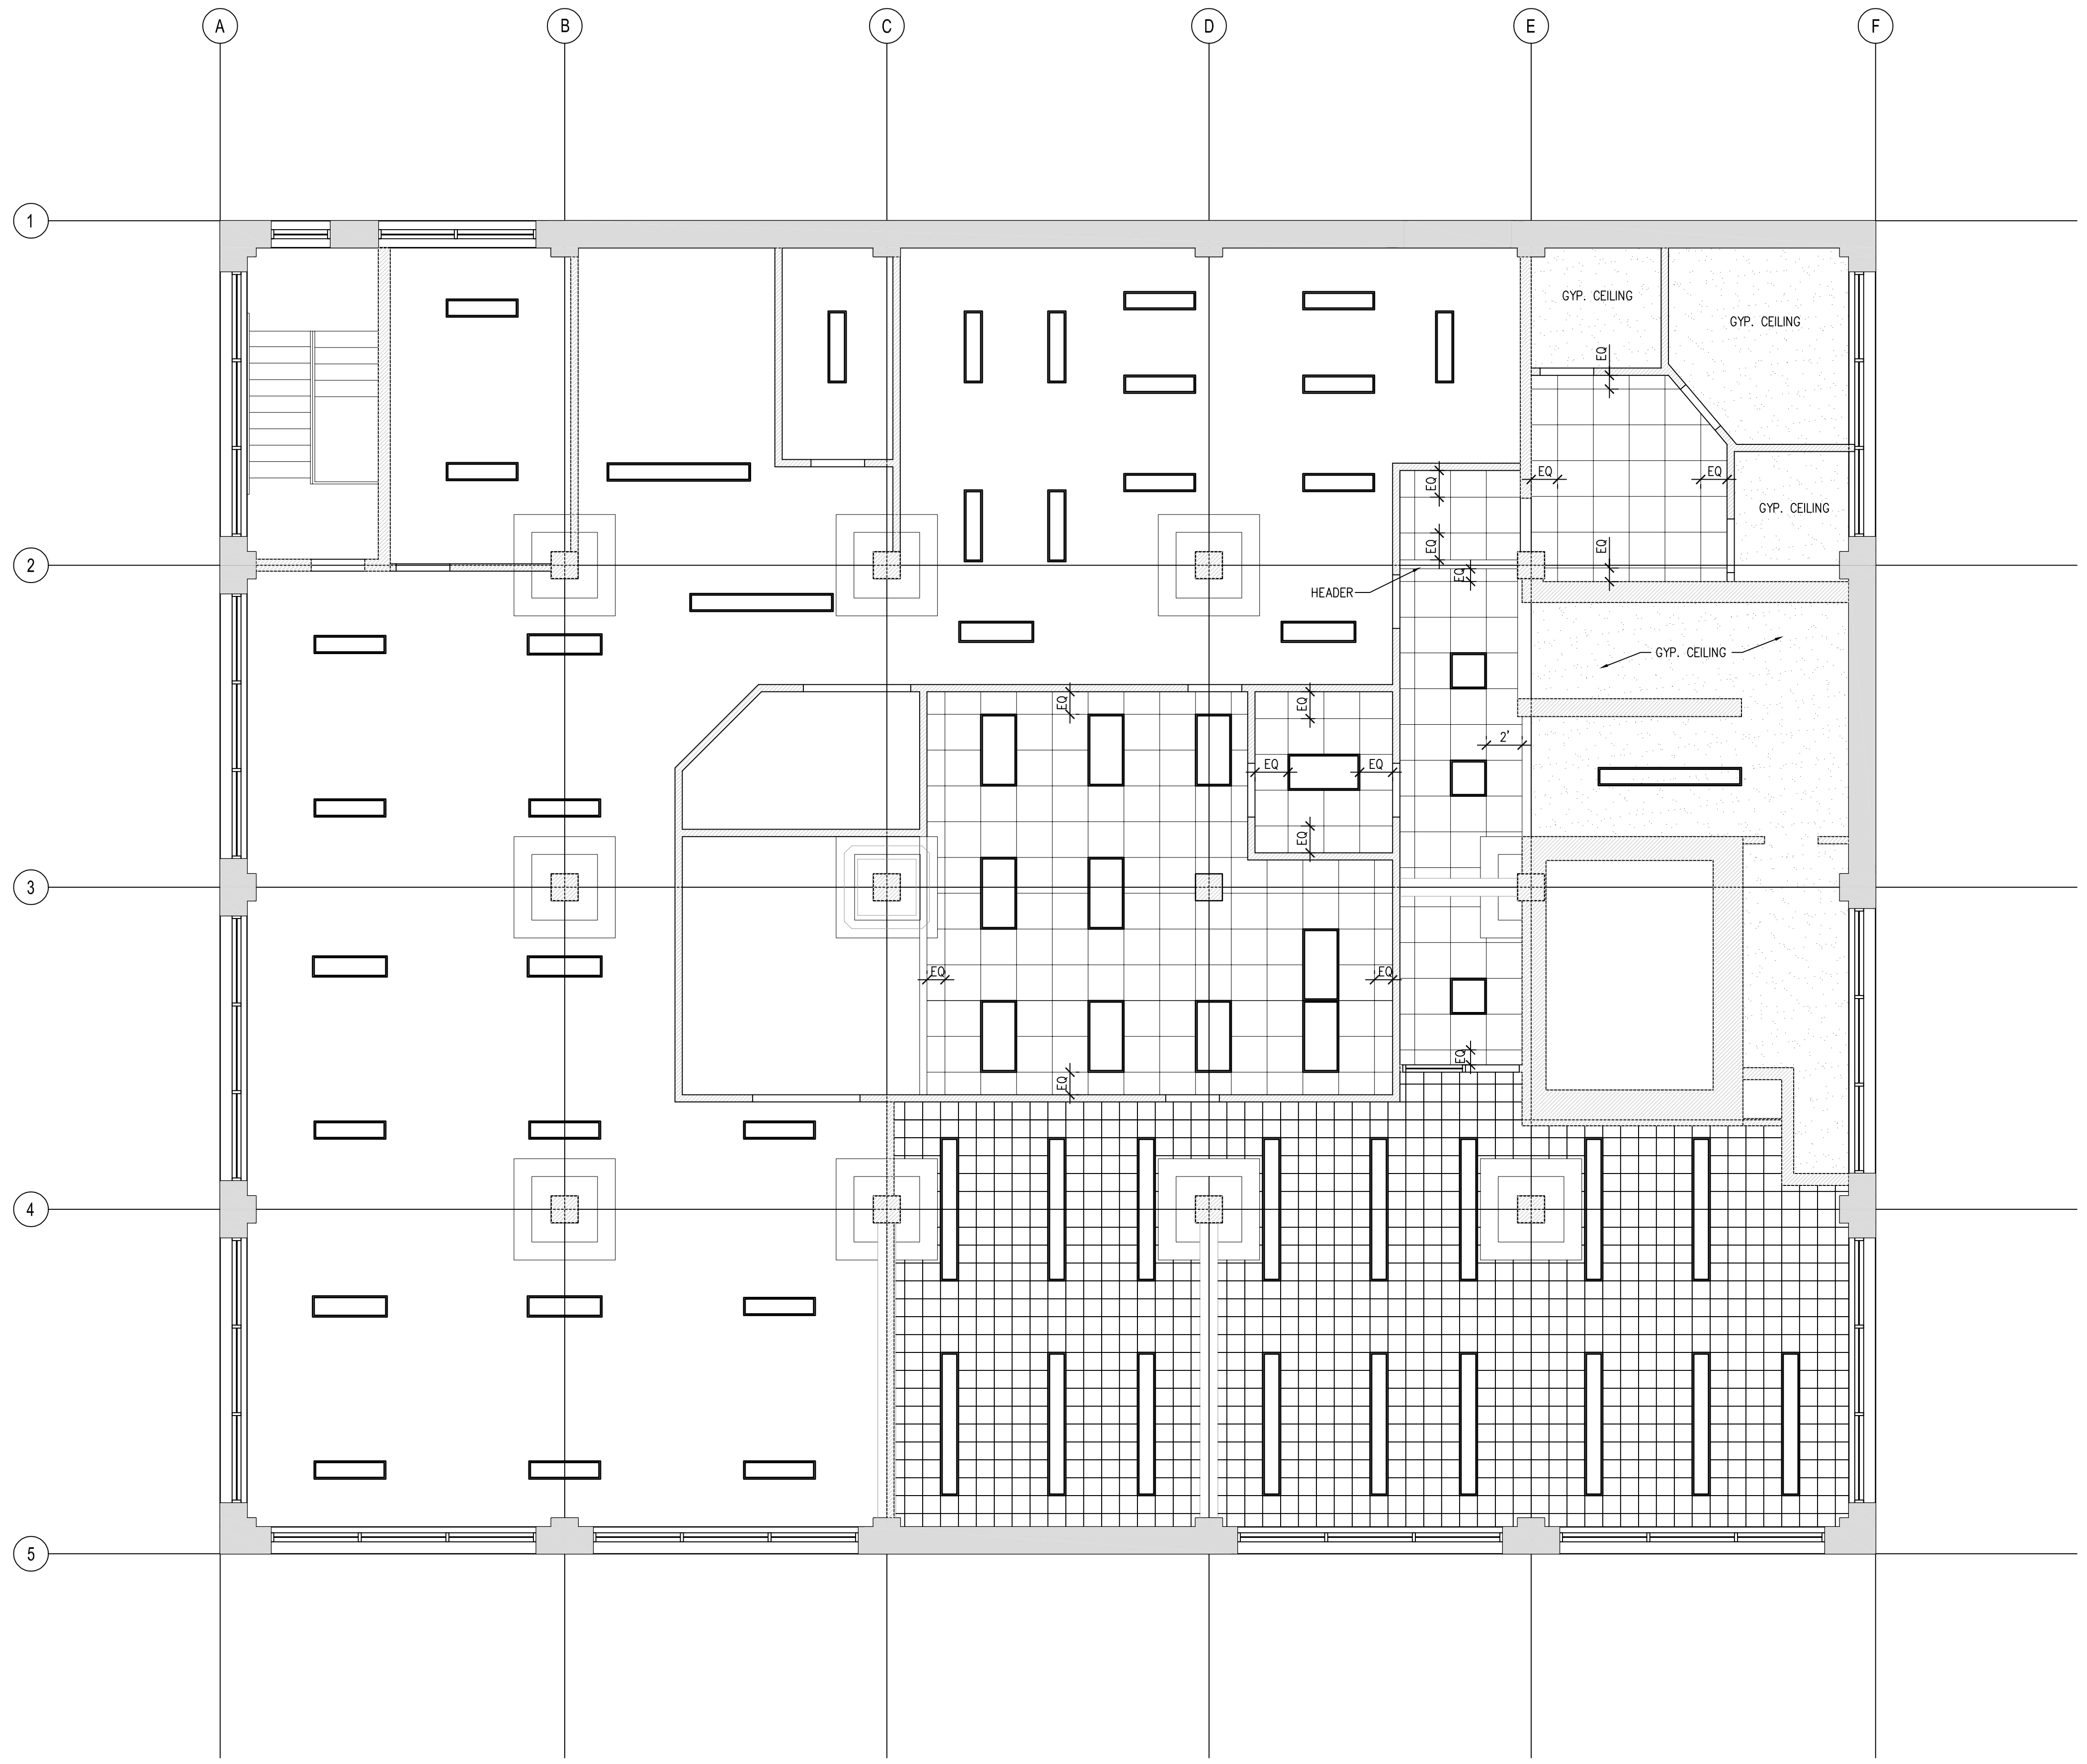 A
B
C
D
E
F
1
GYP. CEILING
GYP. CEILING
EQ
EQ
EQ
EQ
GYP. CEILING
EQ
EQ
2
EQ
HEADER
GYP. CEILING
EQ
EQ
2'
EQ
EQ
EQ
3
EQ
EQ
EQ
EQ
4
5